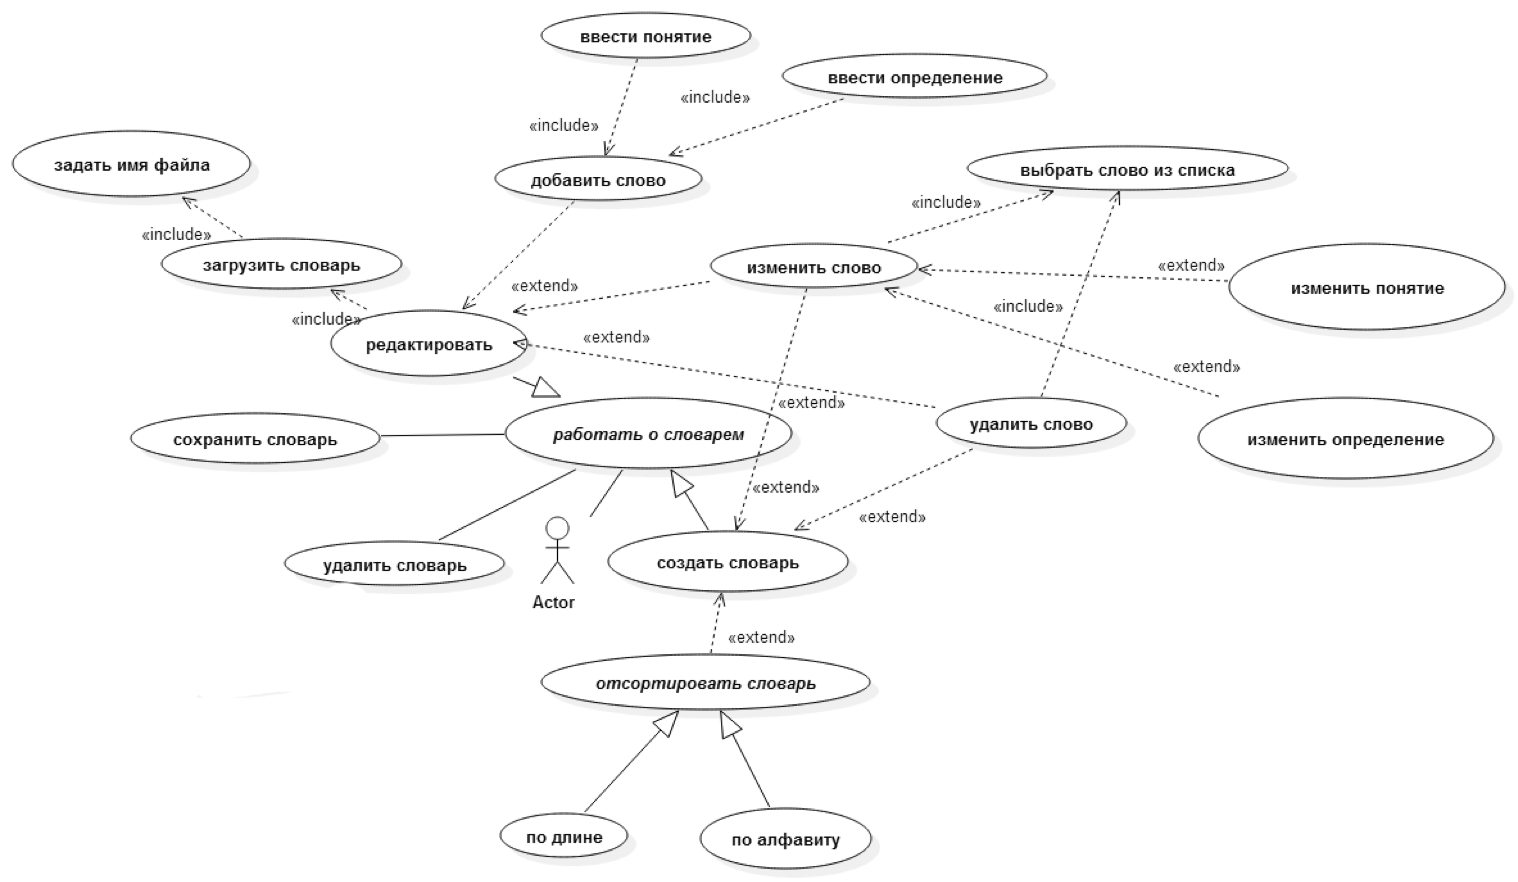 ввести понятие
ввести определение
«include»
«include»
задать имя файла
добавить слово
выбрать слово из списка
«include»
«include»
загрузить словарь
изменить слово
«extend»
изменить понятие
«extend»
«include»
«include»
редактировать
«extend»
«extend»
«extend»
удалить слово
изменить определение
сохранить словарь
работать о словарем
«extend»
«extend»
удалить словарь
создать словарь
Actor
«extend»
отсортировать словарь
по длине
по алфавиту